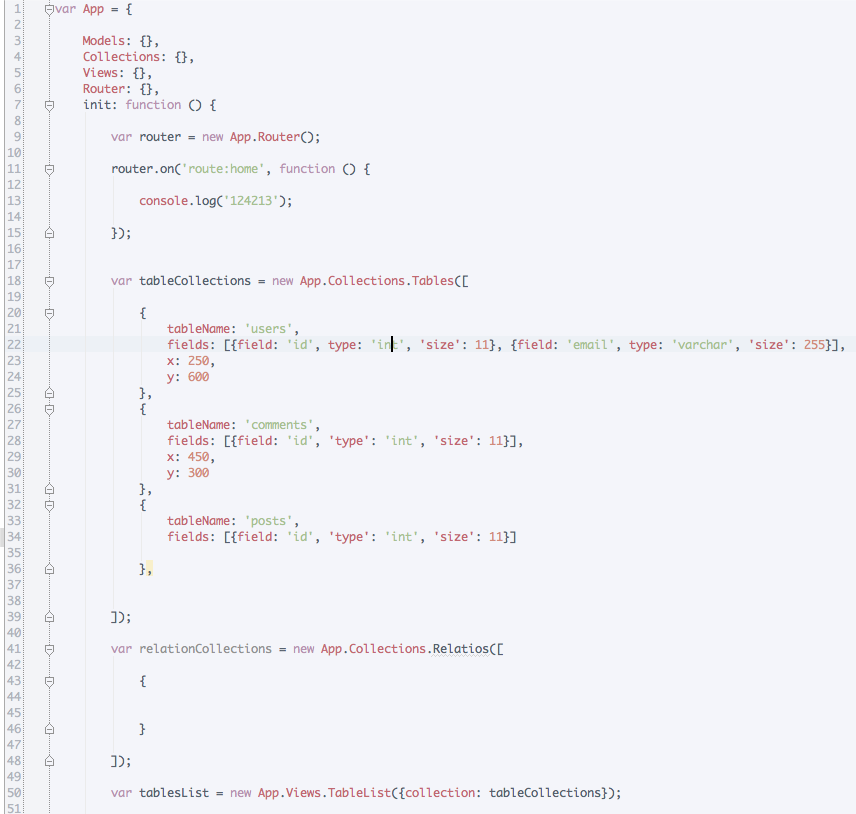 1 var App = {
2
3 Models: {},
4 Collections: {},
5 Views: {},
6 Router: {},
7 init: function () {
8
9 var router = new App.Router();
10
11 router.on('route:home', function () {
12
13 console.log('124213');
14
15 });
16
17
18 var tableCollections = new App.Collections.Tables([
19
20 {
21 tableName: 'users',
22 fields: [{field: 'id', type: 'int', 'size': 11}, {field: 'email', type: 'varchar', 'size': 255}],
23 x: 250,
24 y: 600
25 },
26 {
27 tableName: 'comments',
28 fields: [{field: 'id', 'type': 'int', 'size': 11}],
29 x: 450,
30 y: 300
31 },
32 {
33 tableName: 'posts',
34 fields: [{field: 'id', 'type': 'int', 'size': 11}]
35
36 },
37
38
39 ]);
40
41 var relationCollections = new App.Collections.Relatios([
42
43 {
44
45
46 }
47
48 ]);
49
50 var tablesList = new App.Views.TableList({collection: tableCollections});
51